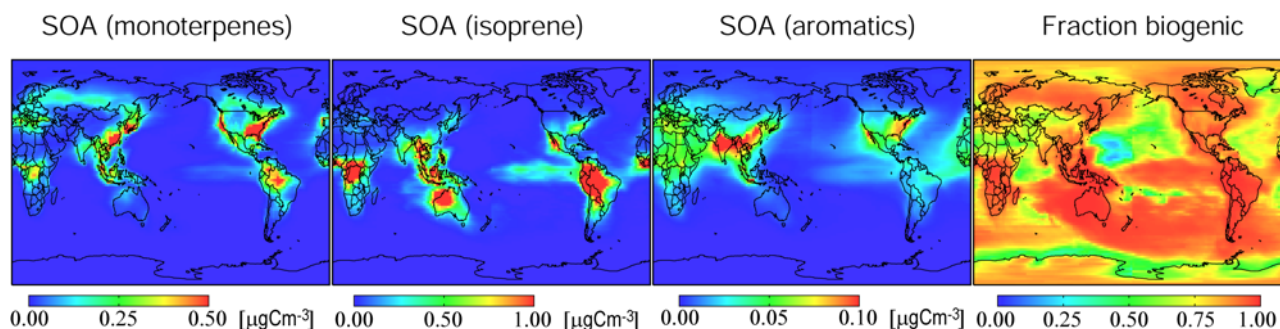 SOA (monoterpenes)
SOA (isoprene)
SOA (aromatics)
Fraction biogenic
0.00 0.25 0.50 [μgCm-3]
0.00 0.50 1.00 [μgCm-3]
0.00 0.05 0.10 [μgCm-3]
0.00 0.25 0.50 0.75 1.00